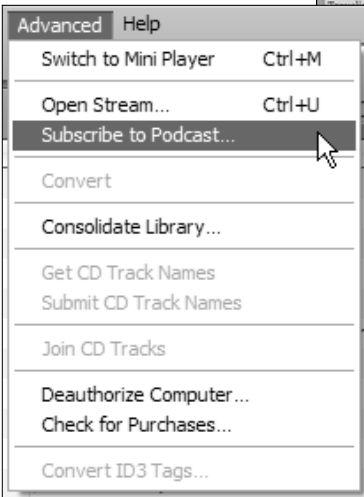 Advanced Help
Switch to Mini Player Ctrl+M
Open Stream... Ctrl+U
Subscribe to Podcast...
Convert
Consolidate Library...
Get CD Track Names
Submit CD Track Names
Join CD Tracks
Deauthorize Computer...
Check for Purchases...
Convert ID3 Tags...